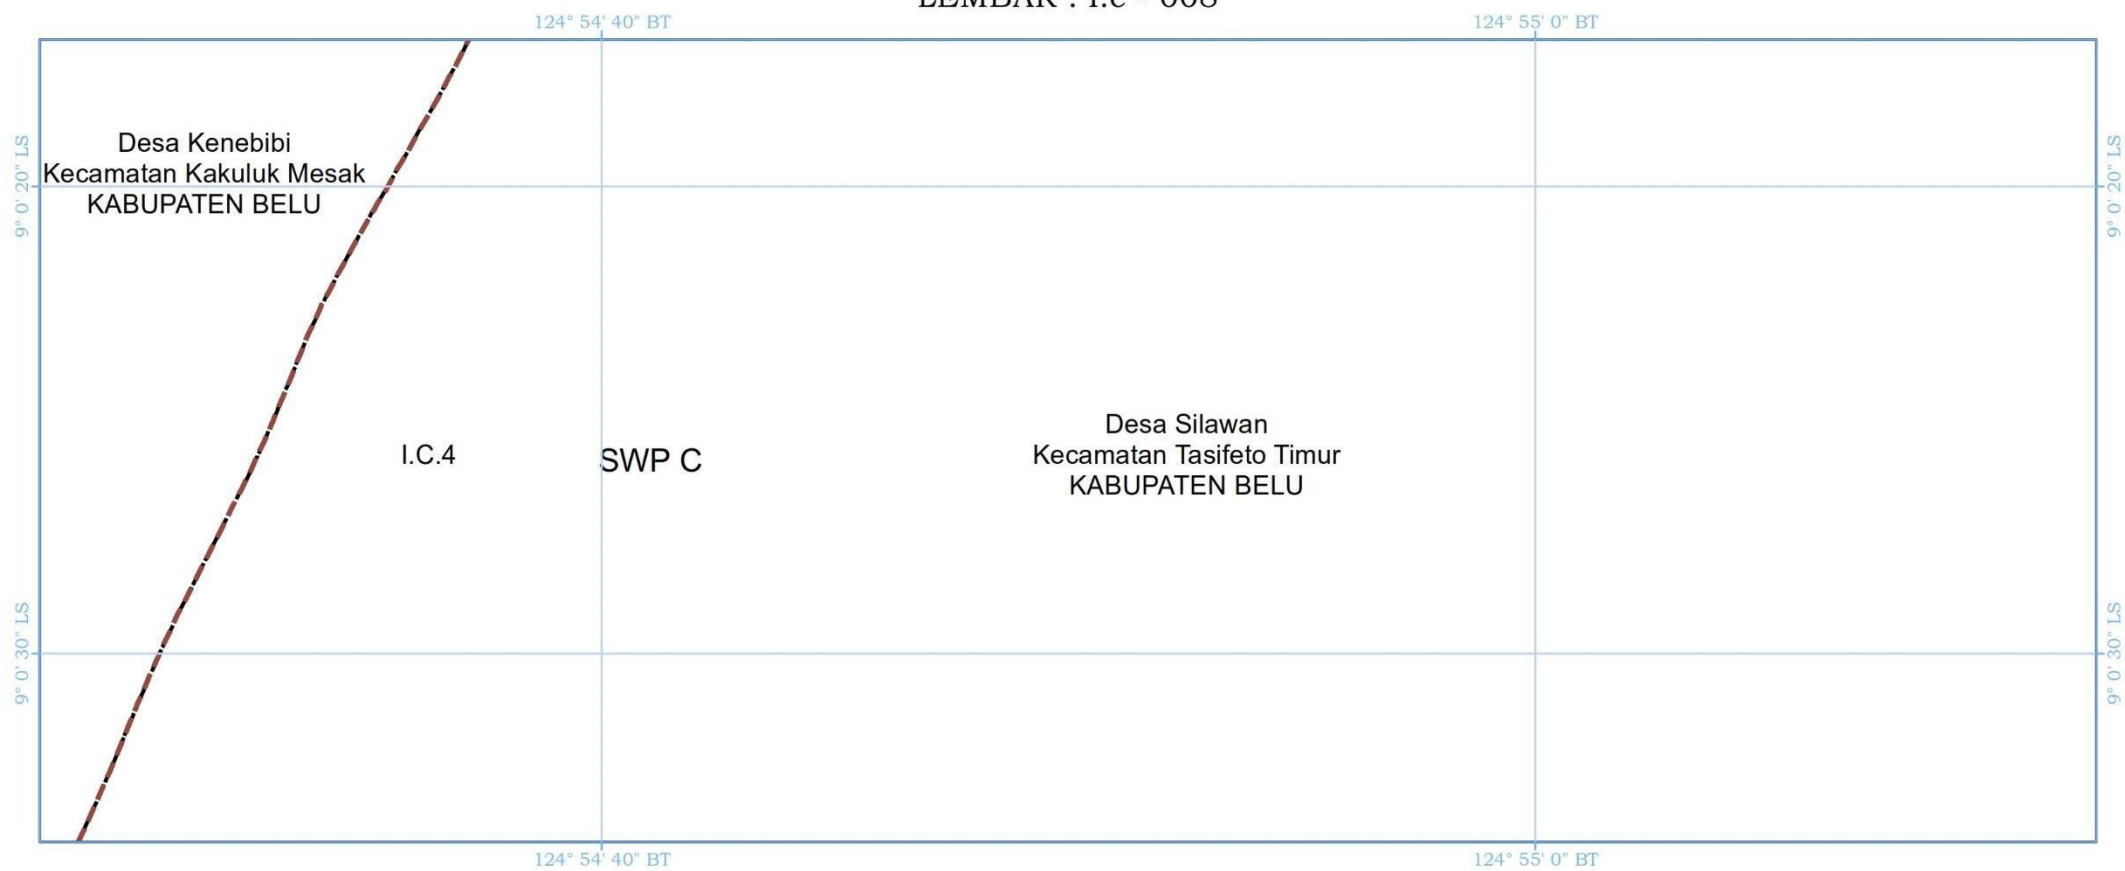 124° 54' 40" BT
124° 55' 0" BT
9° 0' 20" LS
9° 0' 20" LS
Desa Kenebibi
Kecamatan Kakuluk Mesak
KABUPATEN BELU
Desa Silawan
Kecamatan Tasifeto Timur
KABUPATEN BELU
I.C.4
SWP C
9° 0' 30" LS
9° 0' 30" LS
124° 54' 40" BT
124° 55' 0" BT